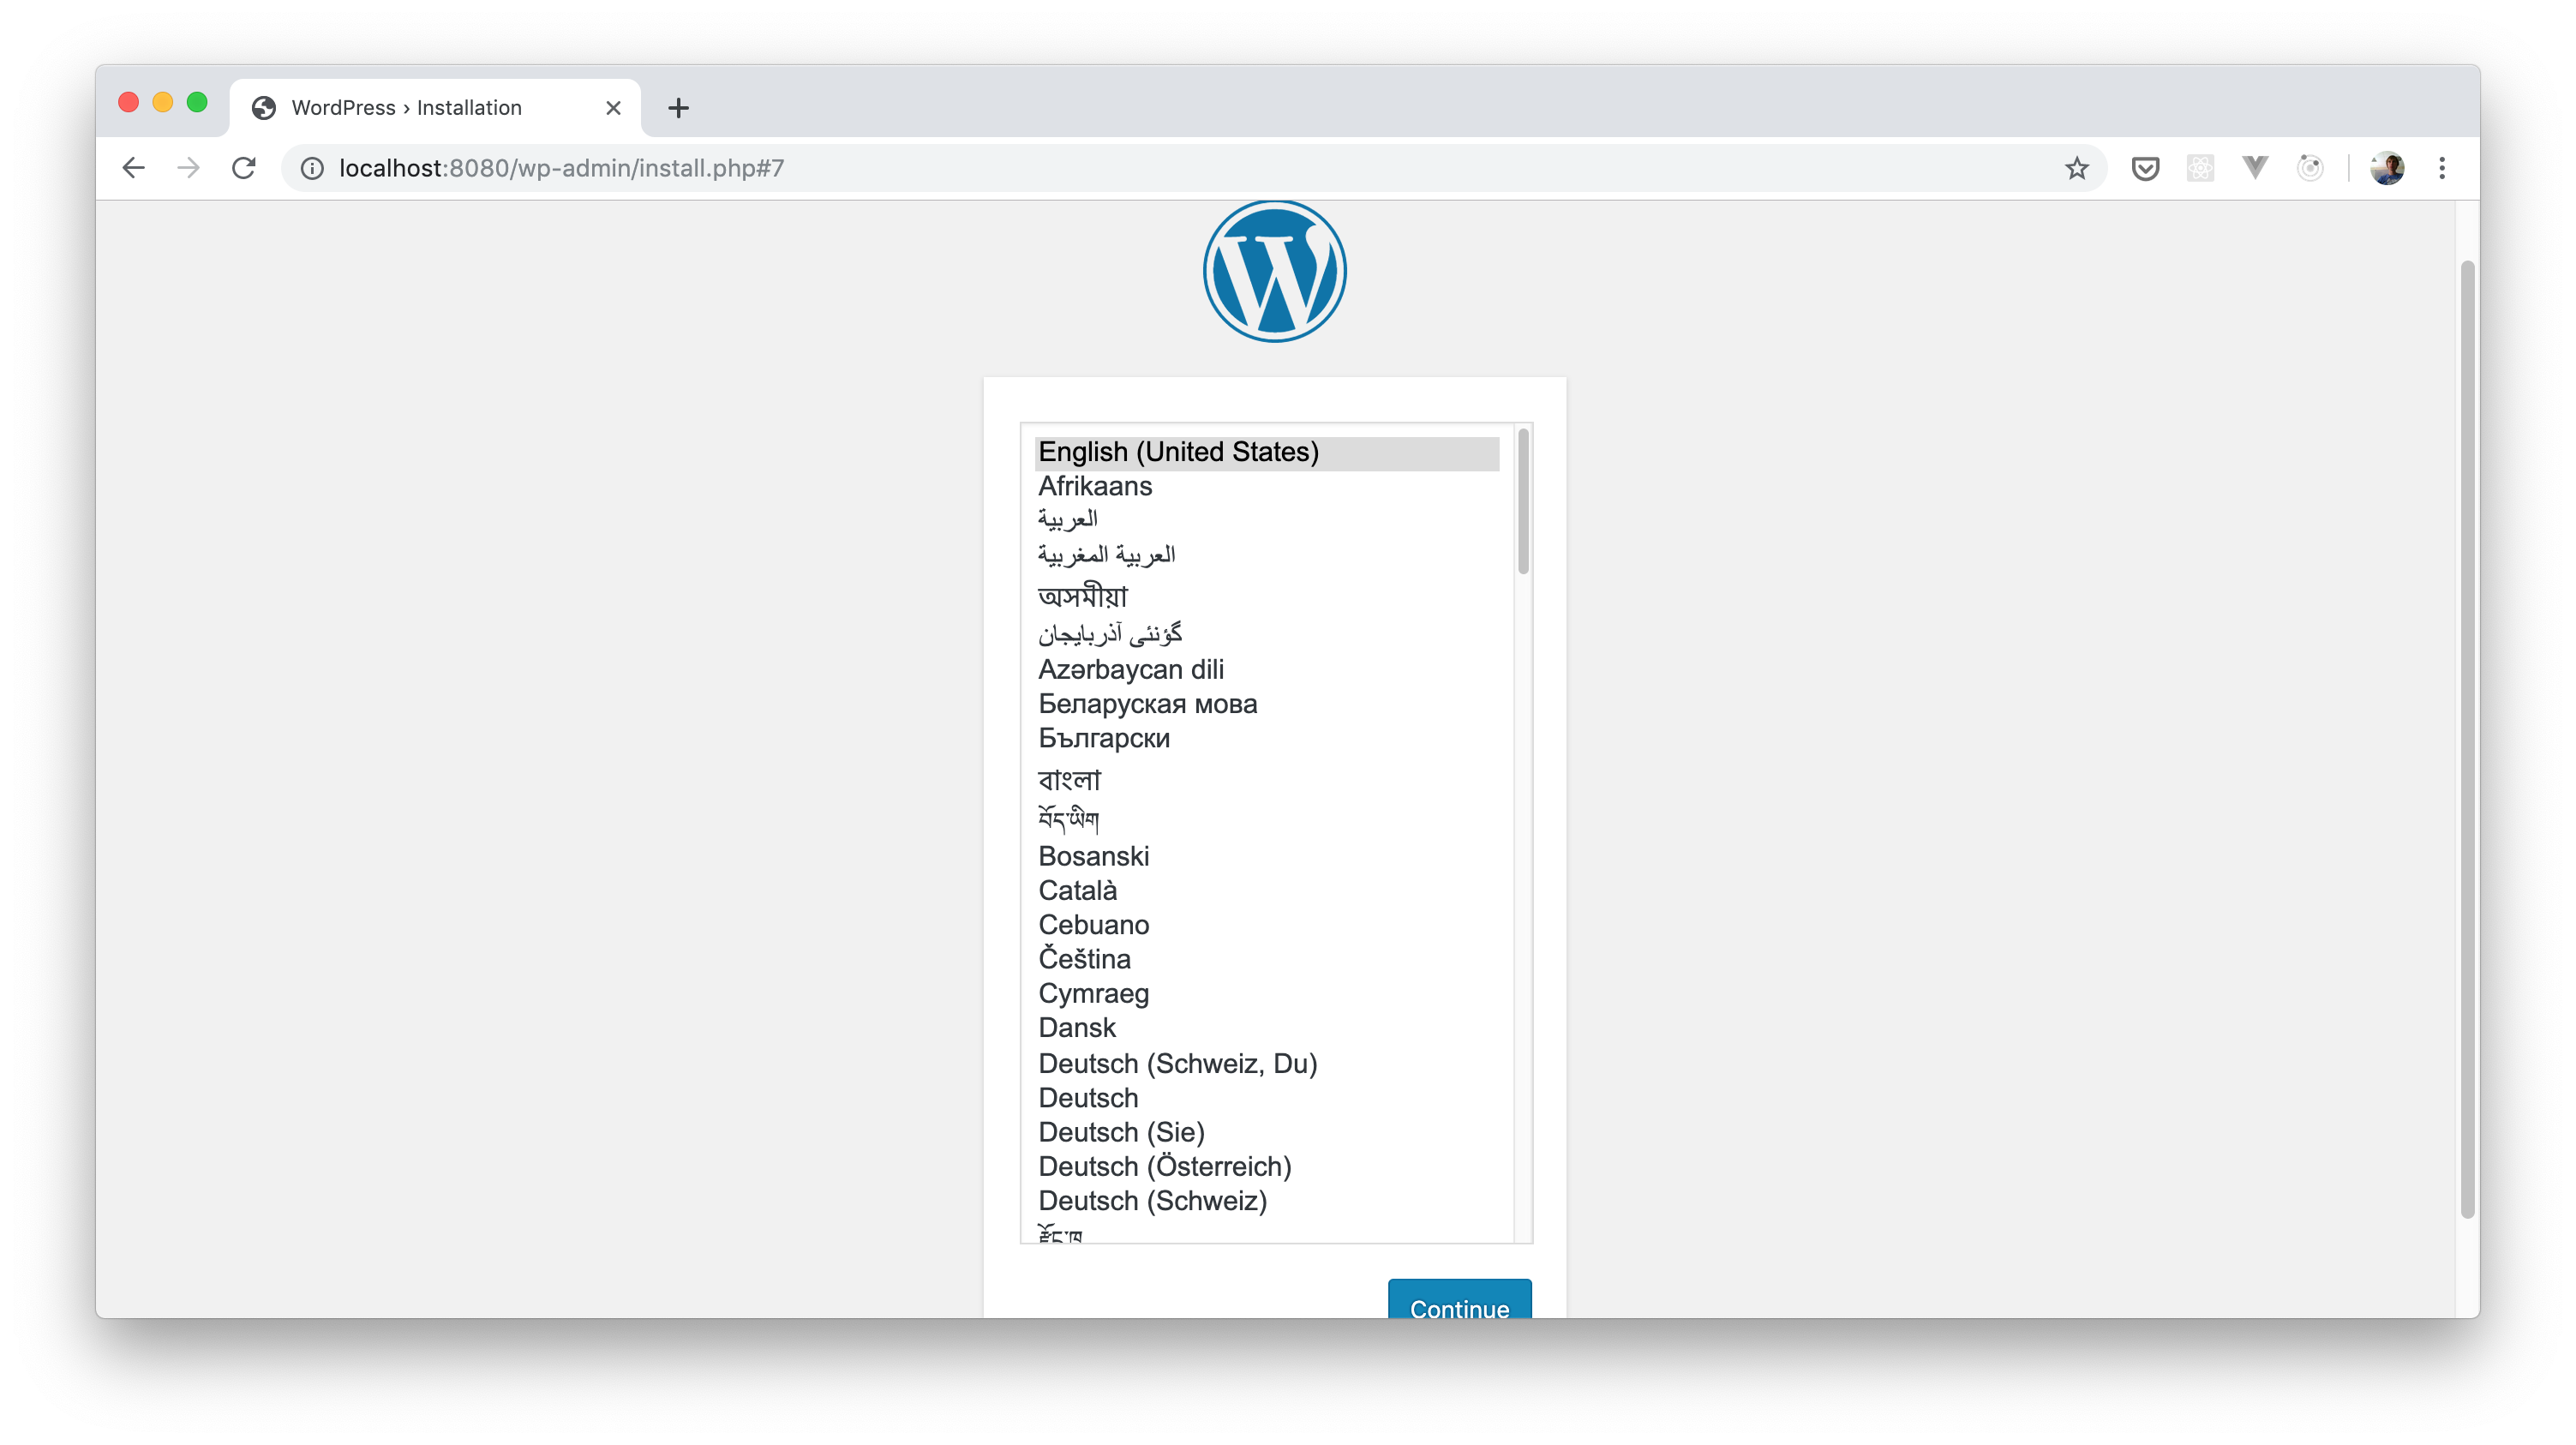 WordPress › Installation
localhost:8080/wp-admin/install.php#7
English (United States)
Afrikaans
العربية
العربية المغربية
অসমীয়া
گؤنئی آذربایجان
Azərbaycan dili
Беларуская мова
Български
বাংলা
བོད་ཡིག
Bosanski
Català
Cebuano
Čeština
Cymraeg
Dansk
Deutsch (Schweiz, Du)
Deutsch
Deutsch (Sie)
Deutsch (Österreich)
Deutsch (Schweiz)
རྫོང་ཁ
Continue